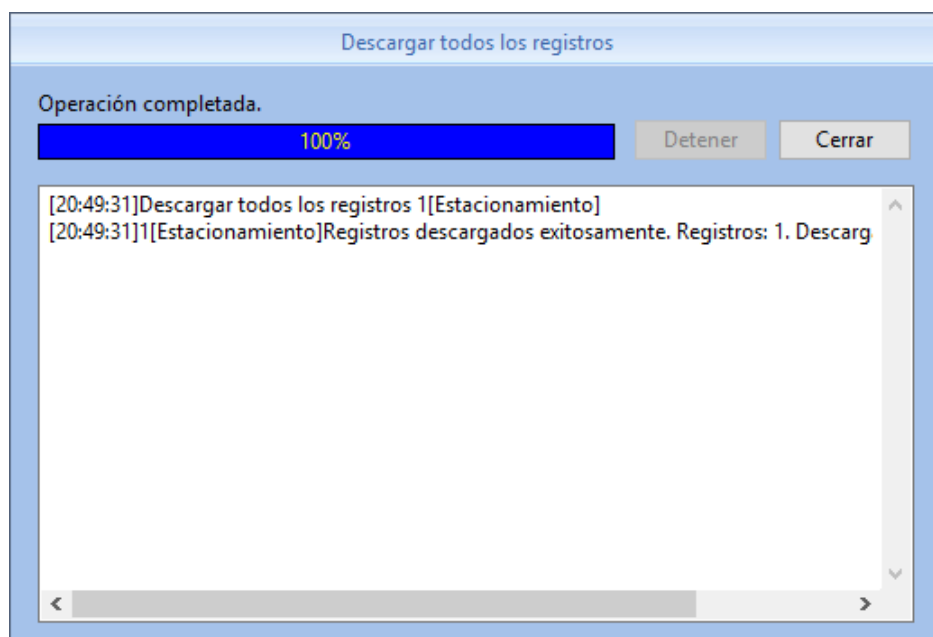 Descargar todos los registros
Operación completada.
100%
Detener
Cerrar
[20:49:31]Descargar todos los registros 1[Estacionamiento]
[20:49:31]1[Estacionamiento]Registros descargados exitosamente. Registros: 1. Descarg